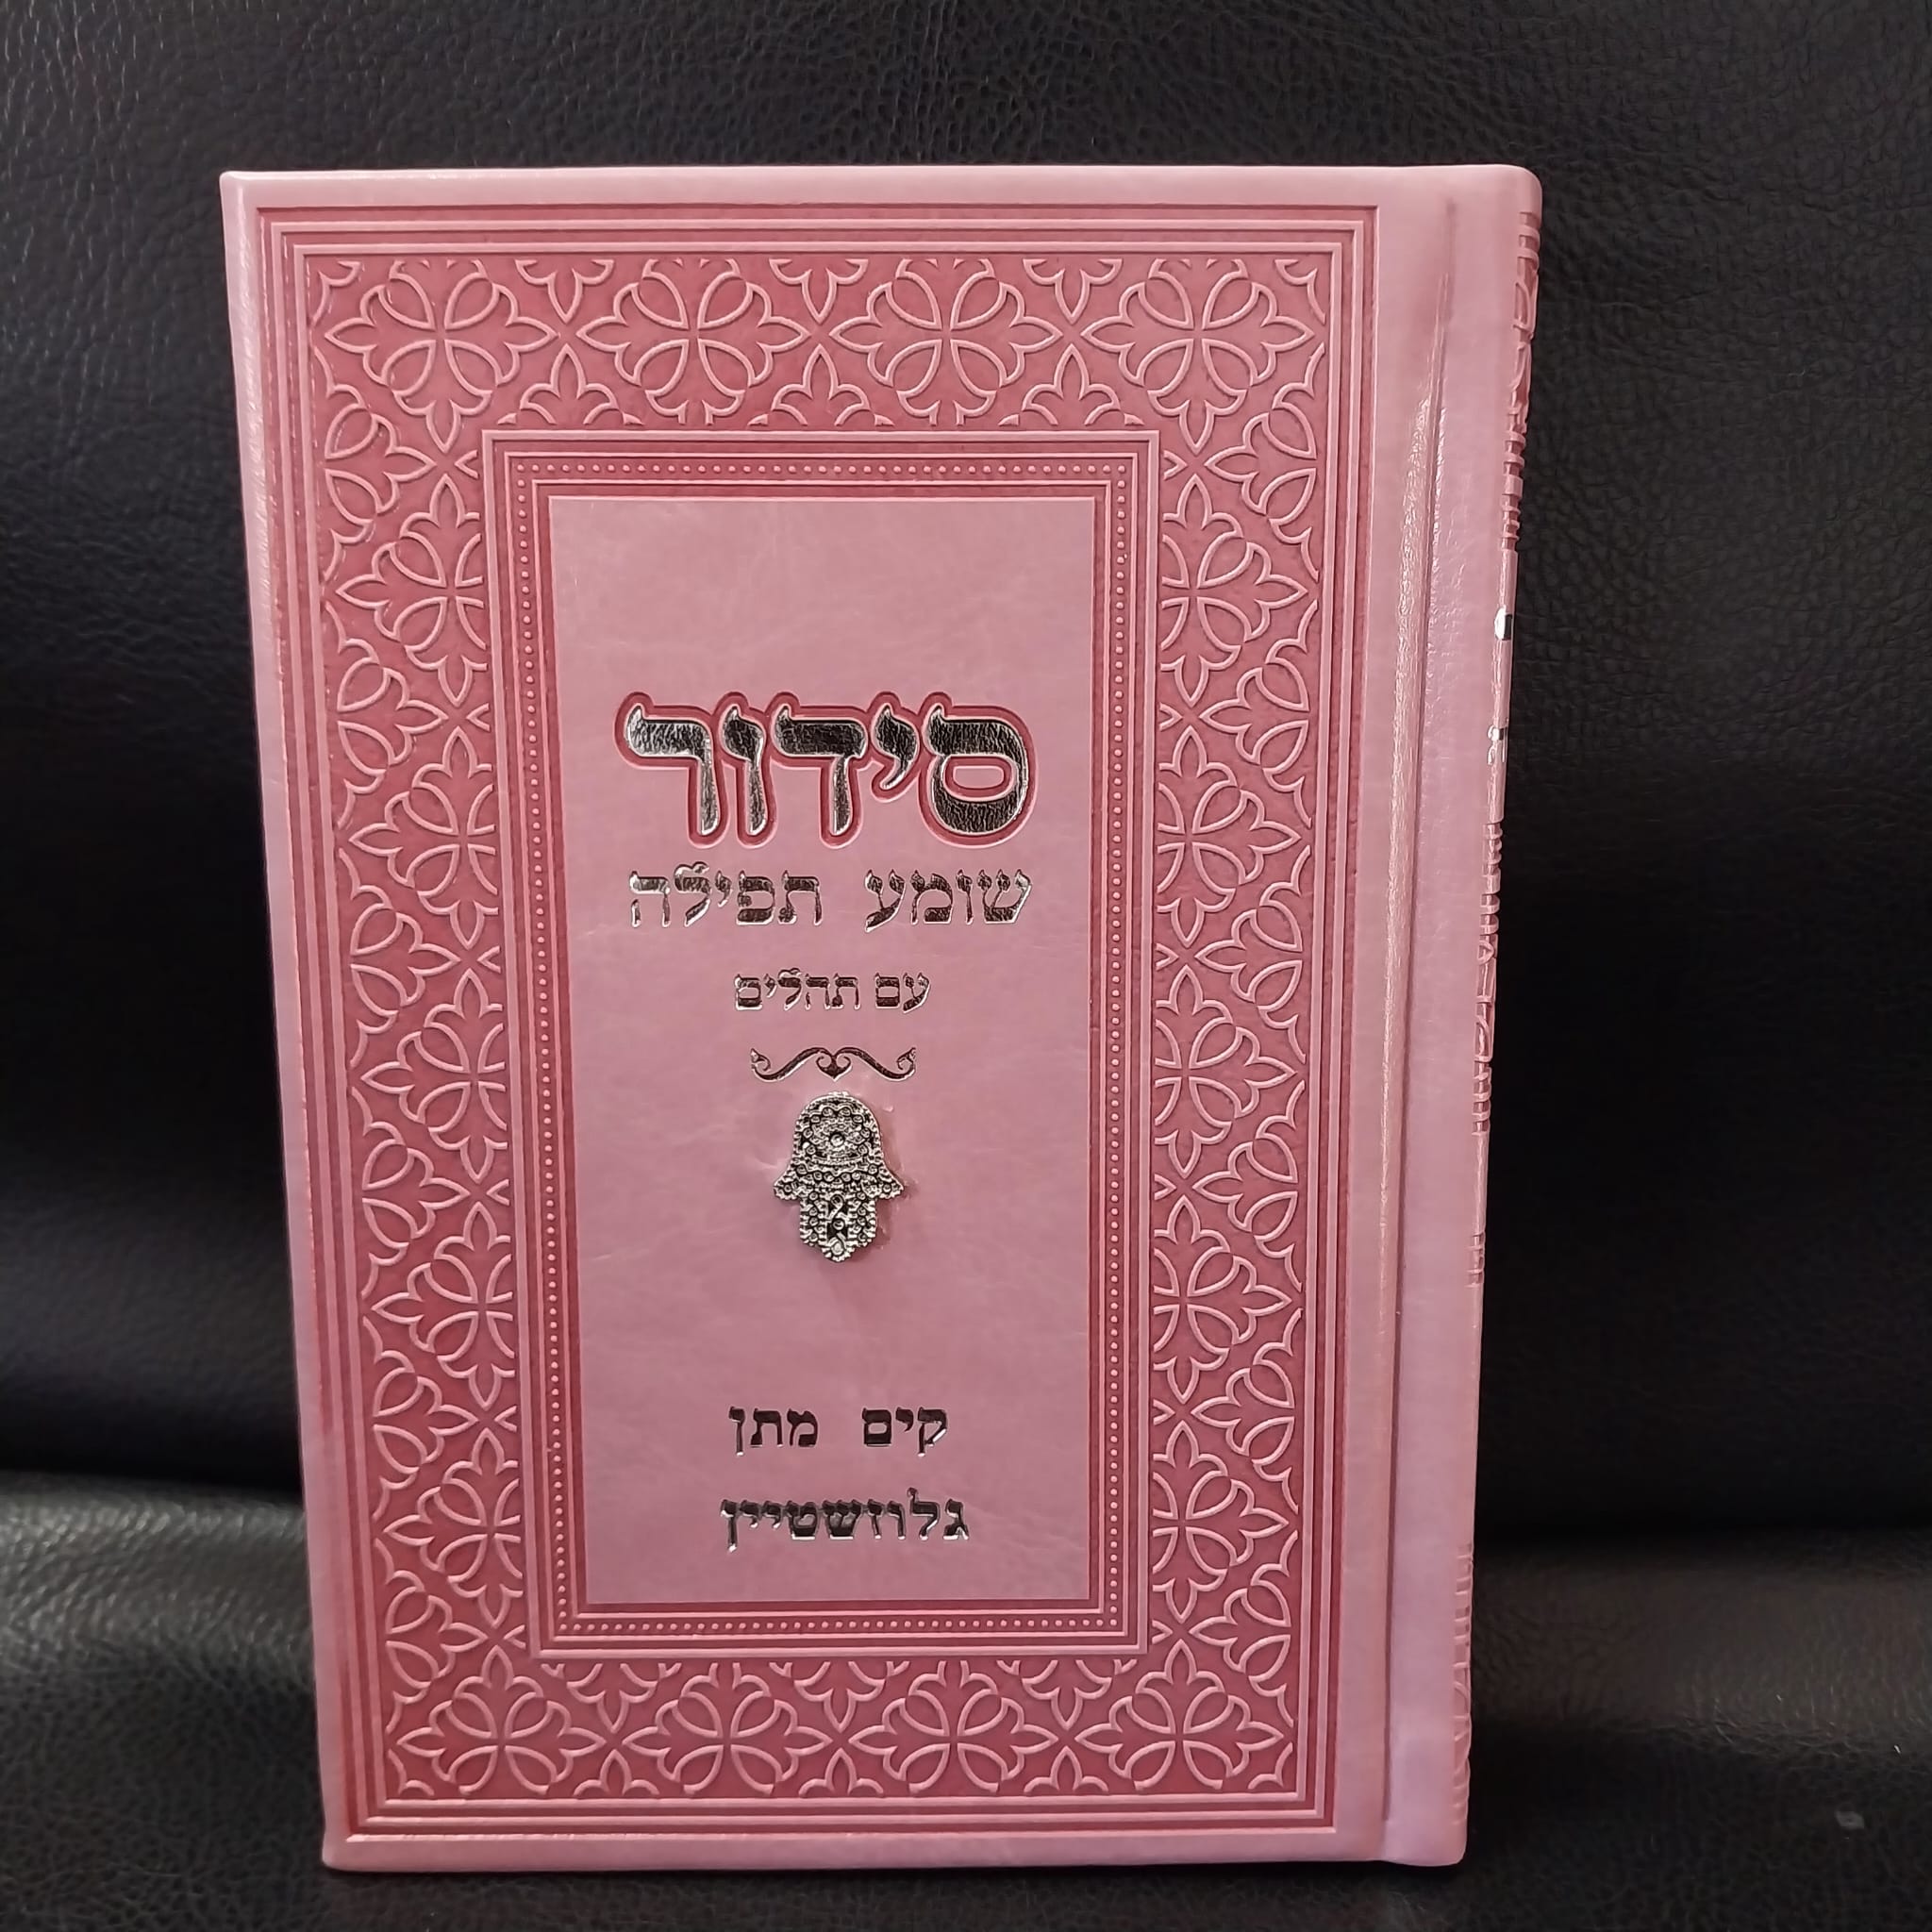 סידור
שומע תפילה
עם תהלים
קים מתן
גלוזשטיין